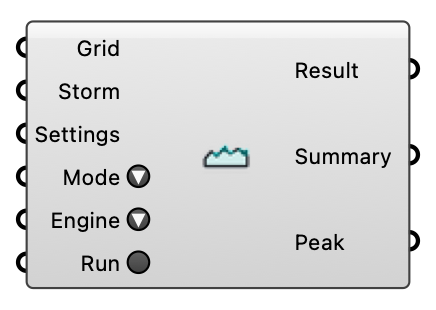 Grid
Storm
Settings
Mode
Engine
Run
Result
Summary
Peak